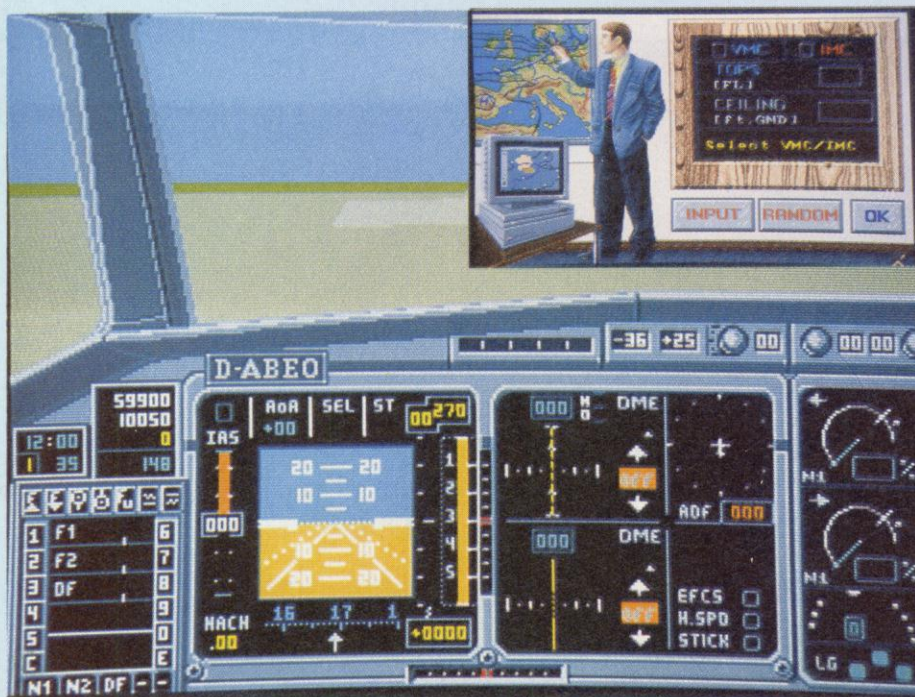 VMC IMC
TOPS
[FL]
CEILING
[ft.GND]
Select VMC/IMC
INPUT RANDOM OK
-36 +25 00 00 00
D-ABEO
59900
10050
0
148
12:00
39
AoA SEL ST 00270
+00
IAS
20 20
10 10
000
10 10
20 20
1
2
3
4
5
MACH
.00
16 17 1
+0000
000 DME
OFF
ADF 000
000 DME
OFF
EFCS
H.SPD
STICK
N1
N1
0
LG
1 F1 6
2 F2 7
3 DF 8
4 9
5 0
C E
N1 N2 DF - -